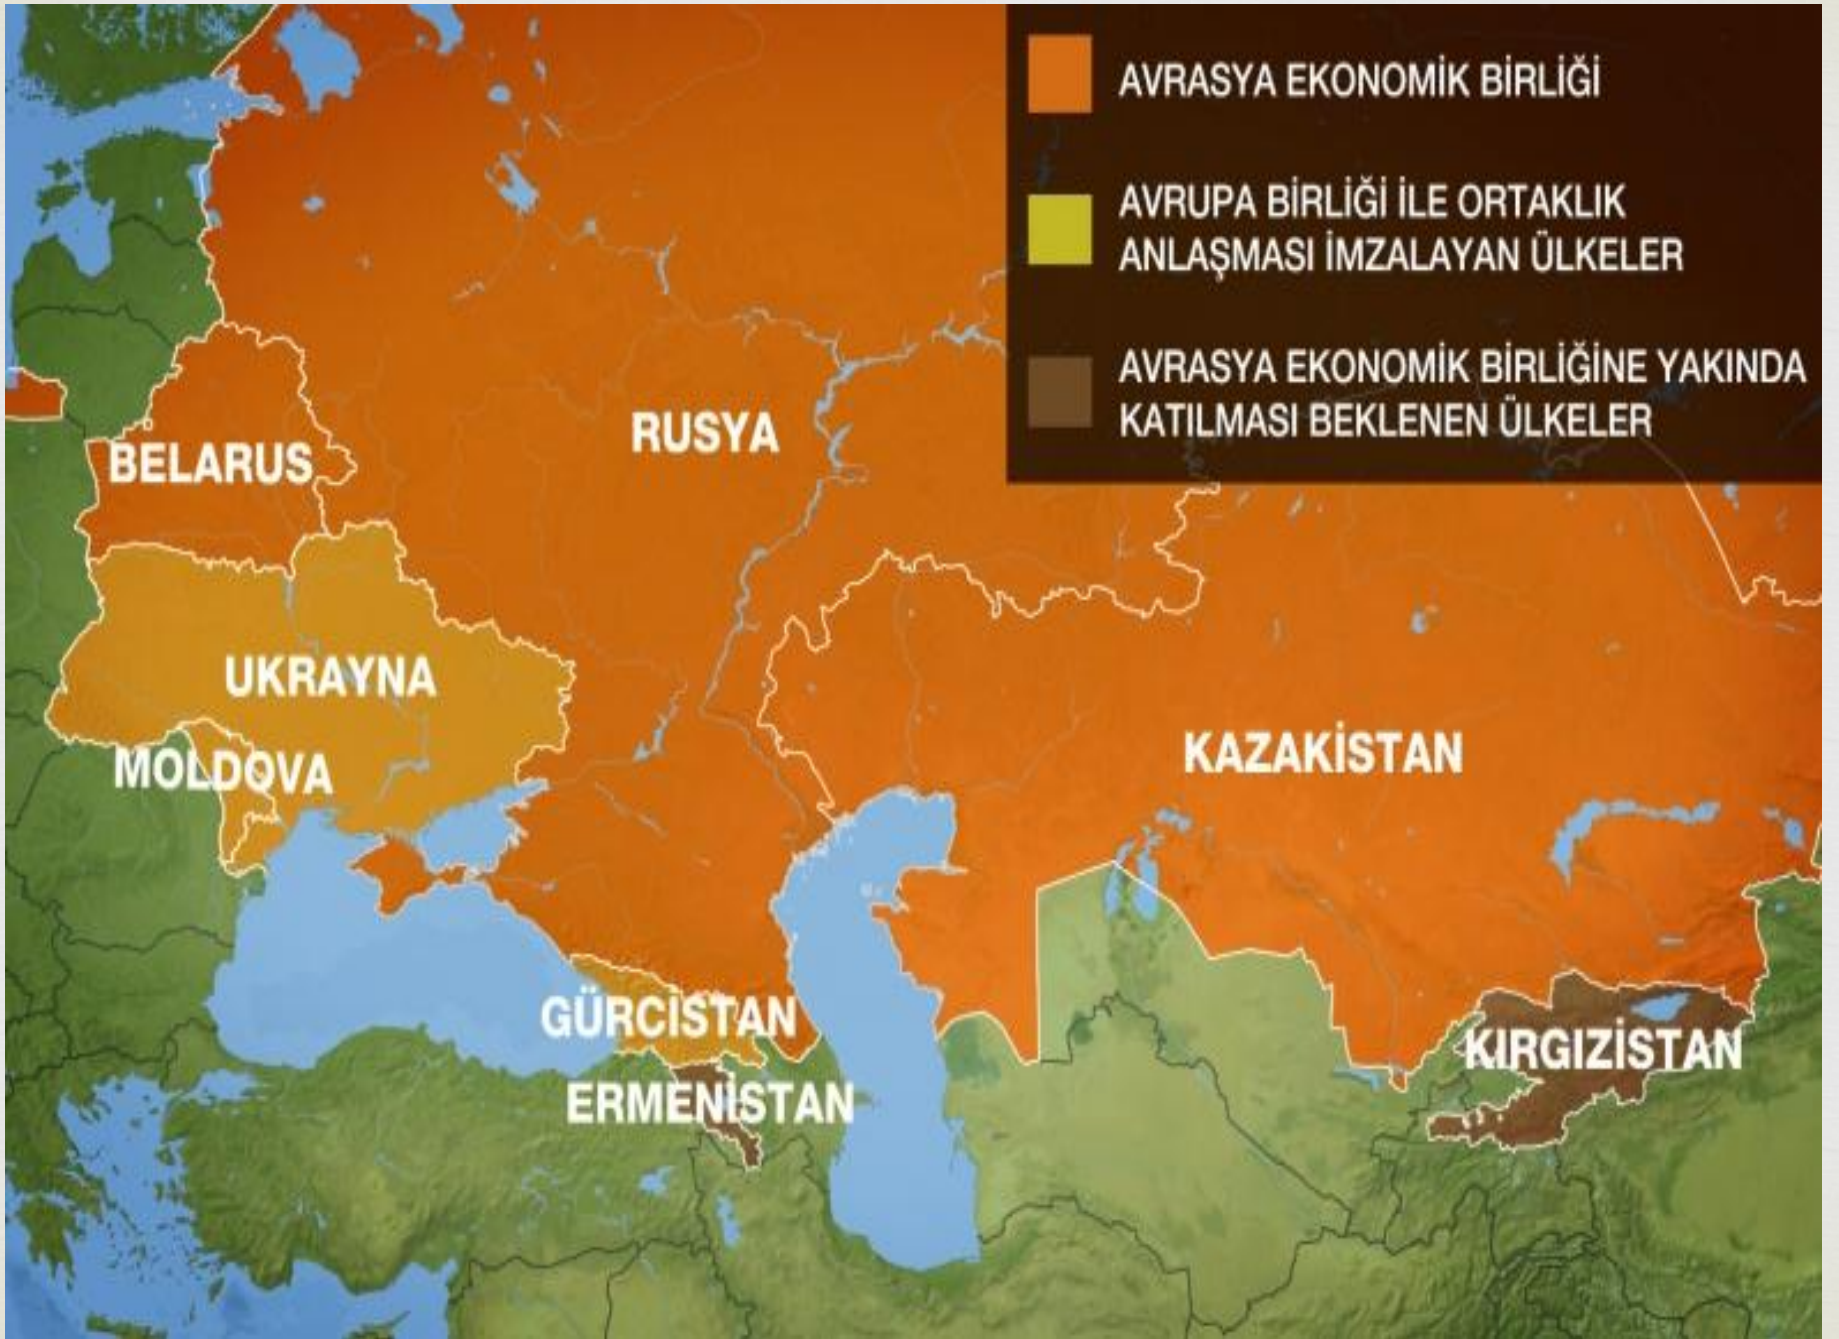 AVRASYA EKONOMİK BİRLİĞİ
AVRUPA BİRLİĞİ İLE ORTAKLIK
ANLAŞMASI İMZALAYAN ÜLKELER
AVRASYA EKONOMİK BİRLİĞİNE YAKINDA
KATILMASI BEKLENEN ÜLKELER
RUSYA
BELARUS
UKRAYNA
MOLDOVA
KAZAKİSTAN
GÜRCİSTAN
ERMENİSTAN
KIRGIZİSTAN